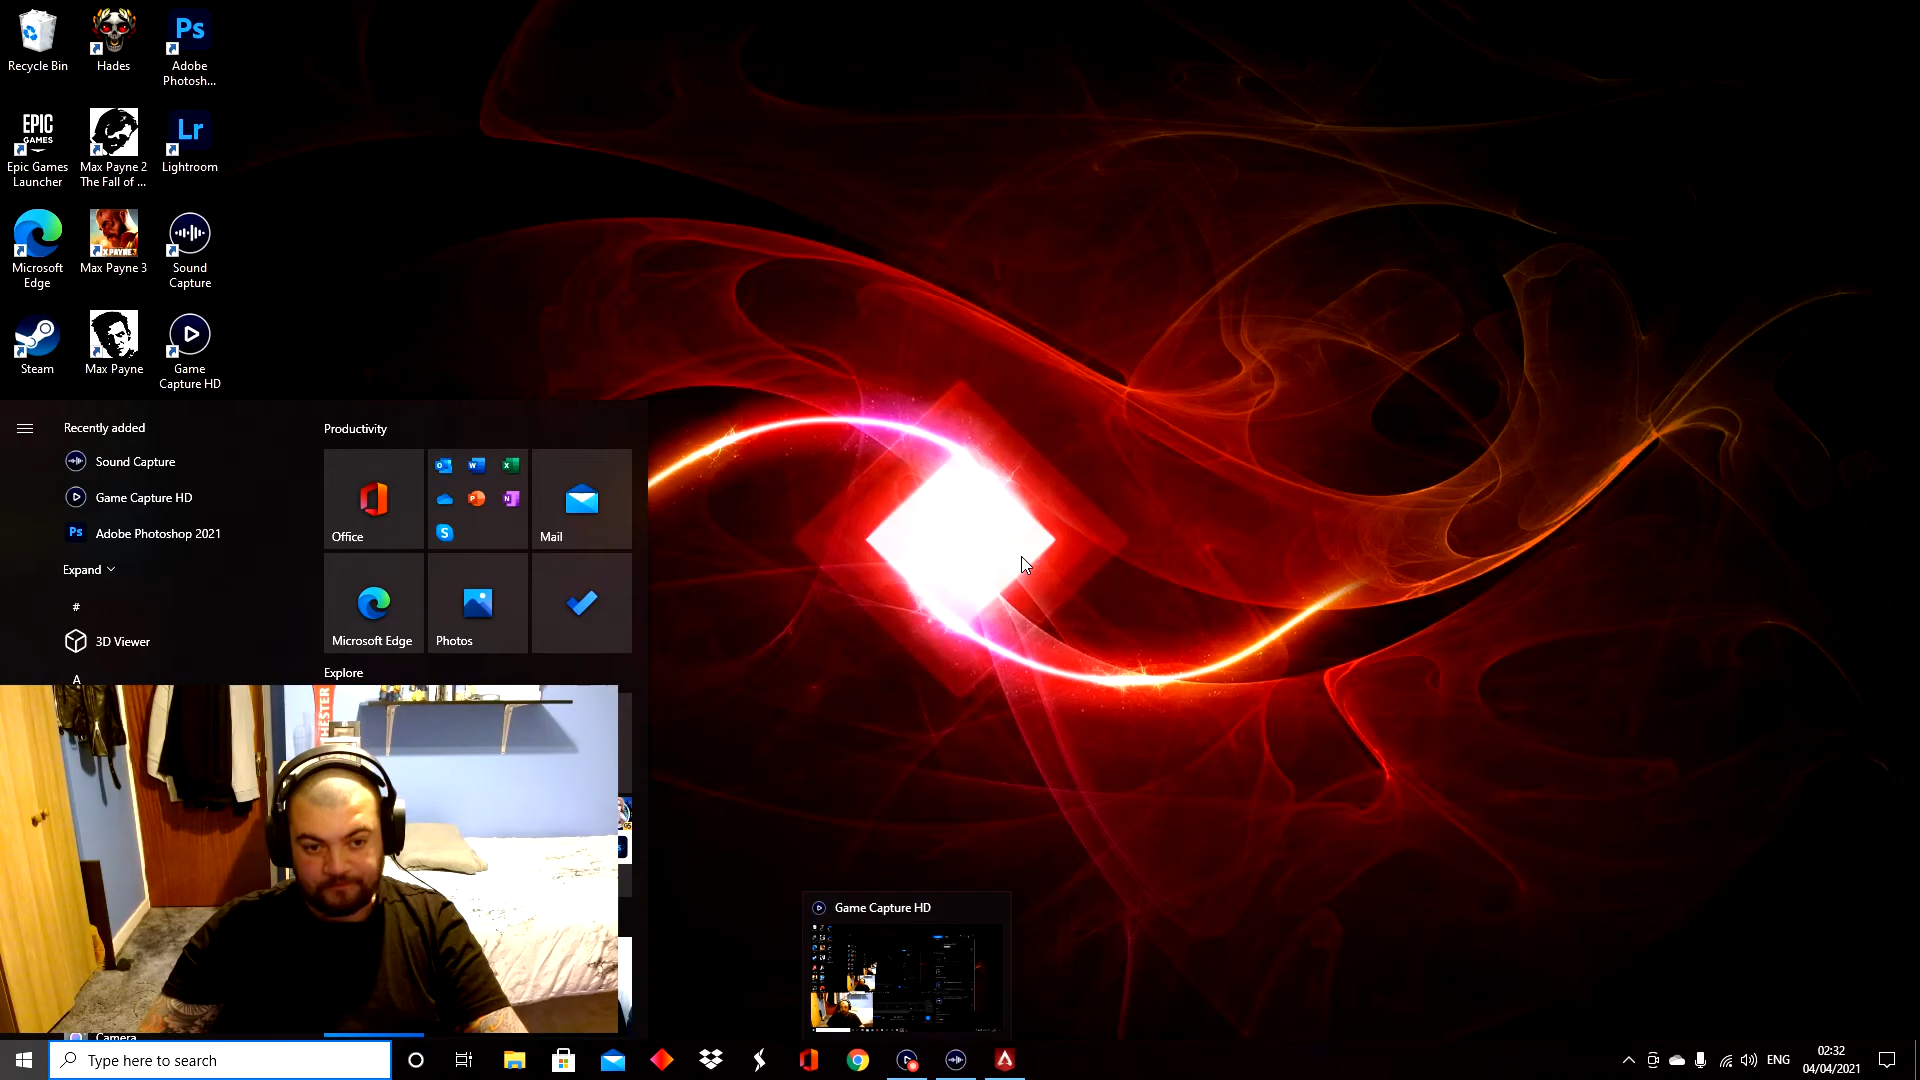 Recycle Bin
Hades
Ps
Adobe
Photosh...
EPIC
GAMES
Epic Games
Launcher
Max Payne 2
The Fall of ...
Lr
Lightroom
Microsoft
Edge
Max Payne 3
Sound
Capture
Steam
Max Payne
Game
Capture HD
Recently added
Sound Capture
Game Capture HD
Ps Adobe Photoshop 2021
Expand
#
3D Viewer
A
Camera
Productivity
Office
Mail
Microsoft Edge
Photos
Explore
Game Capture HD
Type here to search
ENG
02:32
04/04/2021